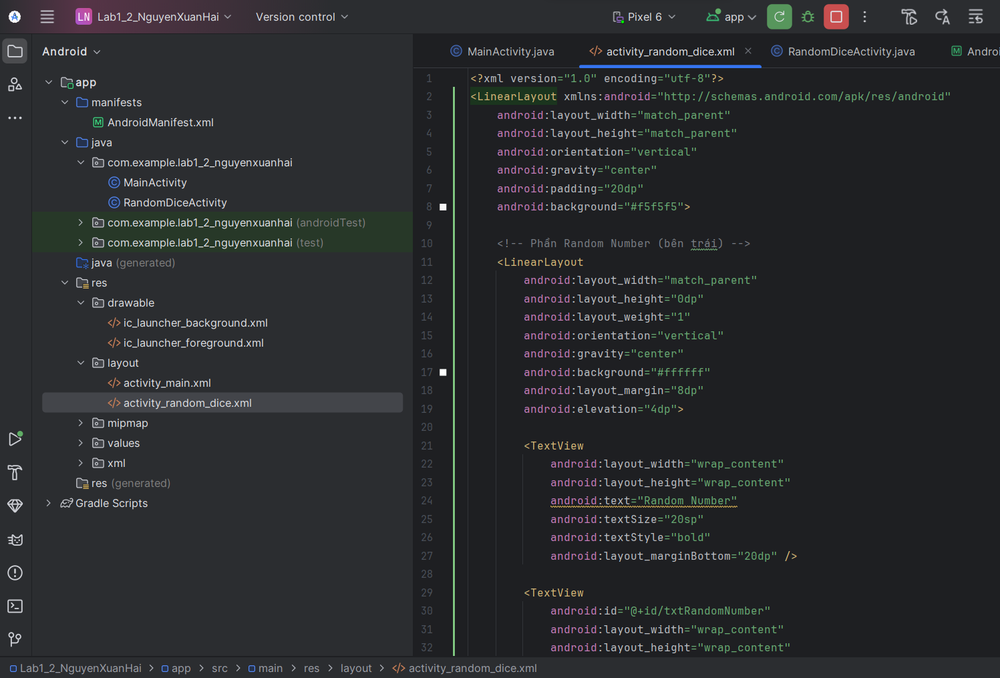 LN Lab1_2_NguyenXuanHai Version control Pixel 6 app
Android
app
manifests
AndroidManifest.xml
java
com.example.lab1_2_nguyenxuanhai
MainActivity
RandomDiceActivity
com.example.lab1_2_nguyenxuanhai (androidTest)
com.example.lab1_2_nguyenxuanhai (test)
java (generated)
res
drawable
ic_launcher_background.xml
ic_launcher_foreground.xml
layout
activity_main.xml
activity_random_dice.xml
mipmap
values
xml
res (generated)
Gradle Scripts
MainActivity.java activity_random_dice.xml RandomDiceActivity.java Androi
1 <?xml version="1.0" encoding="utf-8"?>
2 <LinearLayout xmlns:android="http://schemas.android.com/apk/res/android"
3 android:layout_width="match_parent"
4 android:layout_height="match_parent"
5 android:orientation="vertical"
6 android:gravity="center"
7 android:padding="20dp"
8 android:background="#f5f5f5">
9
10 <!-- Phần Random Number (bên trái) -->
11 <LinearLayout
12 android:layout_width="match_parent"
13 android:layout_height="0dp"
14 android:layout_weight="1"
15 android:orientation="vertical"
16 android:gravity="center"
17 android:background="#ffffff"
18 android:layout_margin="8dp"
19 android:elevation="4dp">
20
21 <TextView
22 android:layout_width="wrap_content"
23 android:layout_height="wrap_content"
24 android:text="Random Number"
25 android:textSize="20sp"
26 android:textStyle="bold"
27 android:layout_marginBottom="20dp" />
28
29 <TextView
30 android:id="@+id/txtRandomNumber"
31 android:layout_width="wrap_content"
32 android:layout_height="wrap_content"
Lab1_2_NguyenXuanHai > app > src > main > res > layout > activity_random_dice.xml